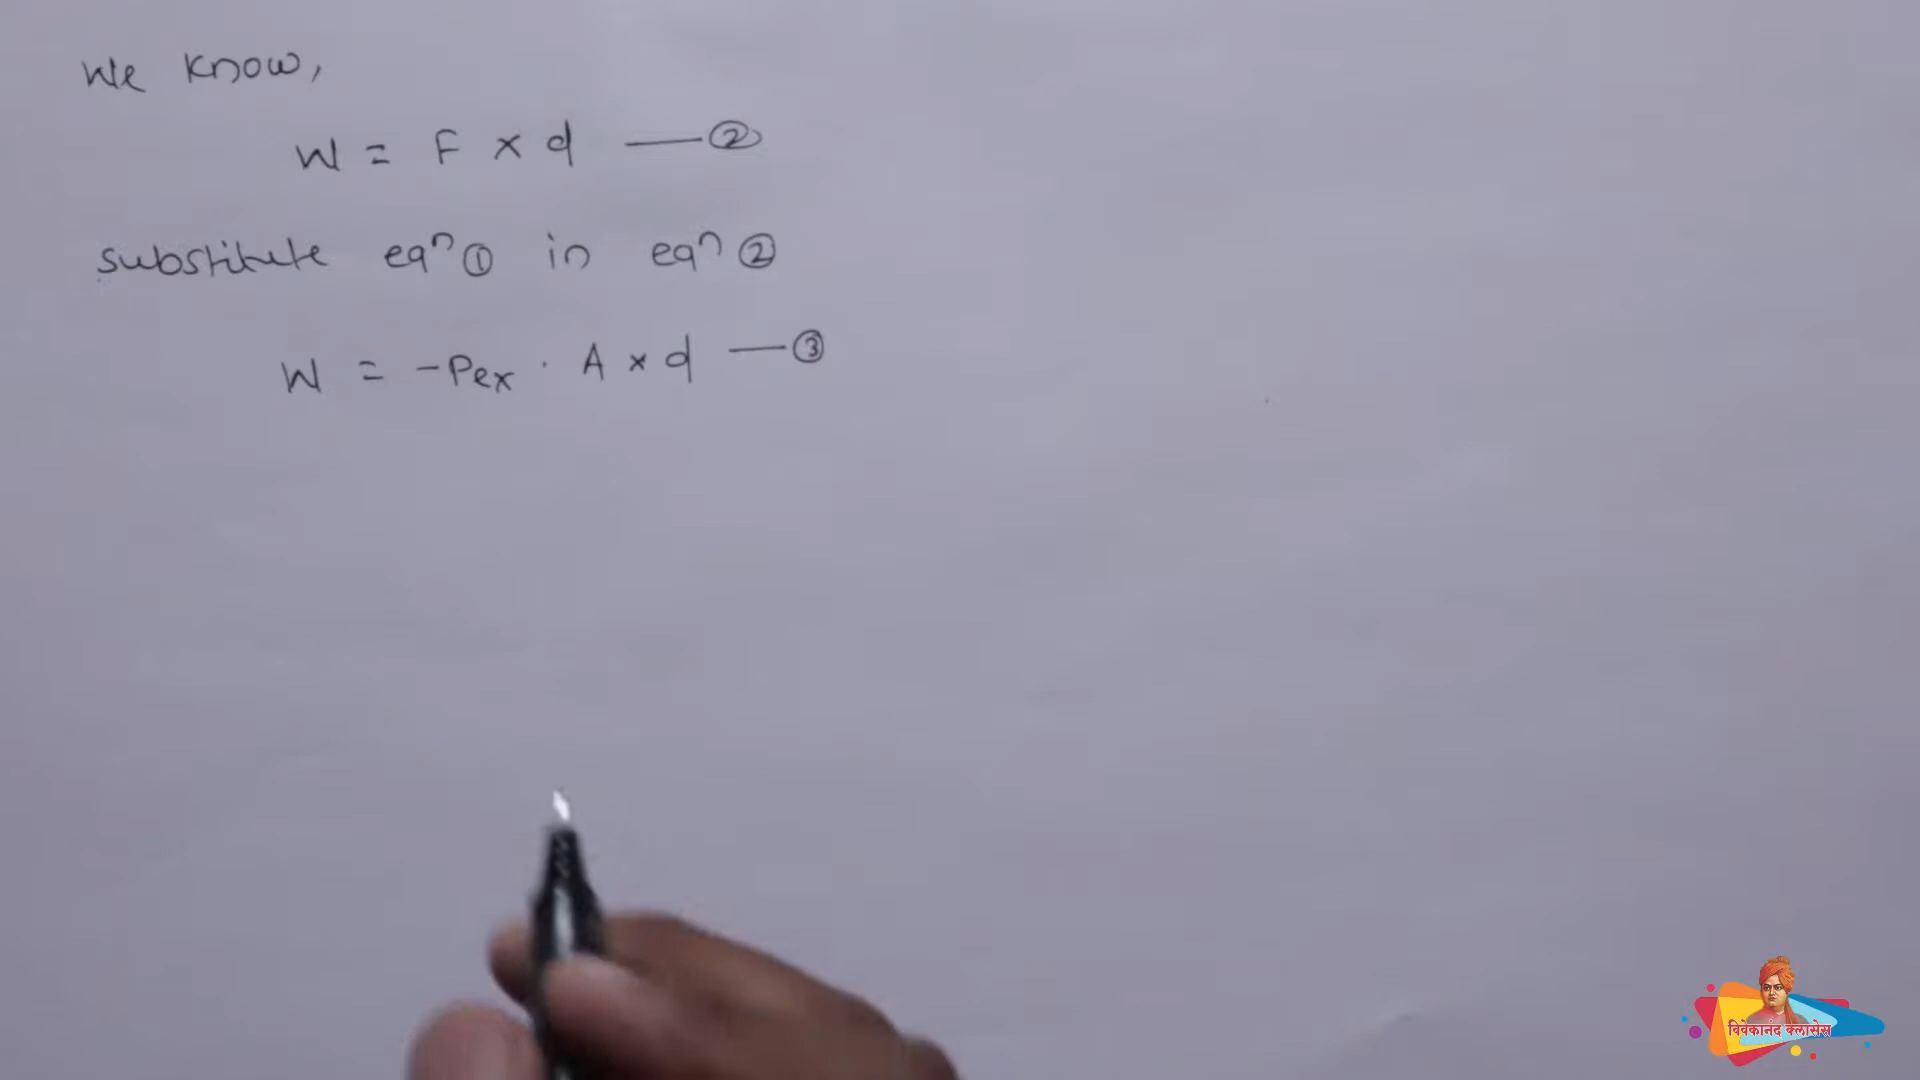 We know,
W = F × d —②
substitute eqⁿ ① in eqⁿ ②
W = -Pex . A × d —③
विवेकानंद क्लासेस